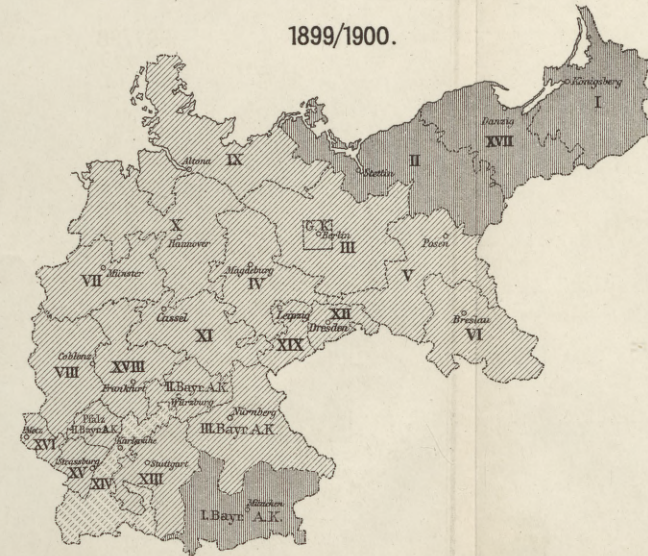 1899/1900.
Königsberg
I
Danzig
XVII
II
Stettin
Altona
IX
G.K.
Berlin
III
X
Hannover
Posen
V
VII
Münster
Magdeburg
IV
Breslau
VI
Cassel
XI
Leipzig
XII
Dresden
XIX
Coblenz
VIII
XVIII
Frankfurt
II.Bayr.A.K.
Würzburg
Nürnberg
III.Bayr.A.K.
Metz
XVI
Pfalz
II.Bayr.A.K.
Karlsruhe
Strassburg
XV
XIV
Stuttgart
XIII
München
I.Bayr. A.K.